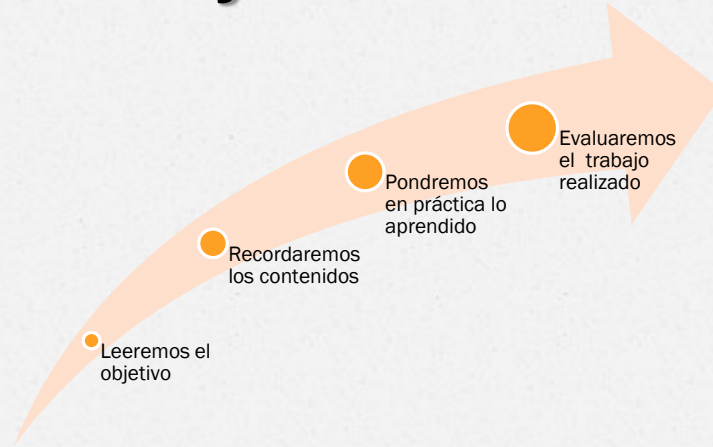 Leeremos el
objetivo
Recordaremos
los contenidos
Pondremos
en práctica lo
aprendido
Evaluaremos
el trabajo
realizado